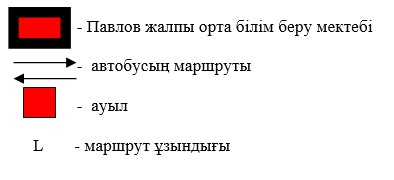 - Павлов жалпы орта білім беру мектебі
- автобусың маршруты
- ауыл
L - маршрут ұзындығы